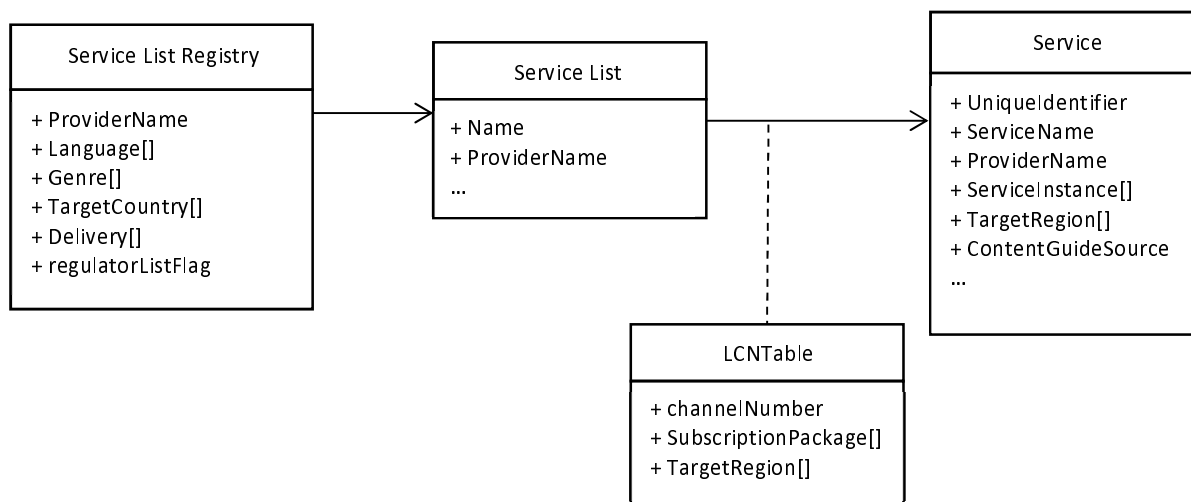 Service List Registry
+ ProviderName
+ Language[]
+ Genre[]
+ TargetCountry[]
+ Delivery[]
+ regulatorListFlag
Service List
+ Name
+ ProviderName
...
Service
+ UniqueIdentifier
+ ServiceName
+ ProviderName
+ ServiceInstance[]
+ TargetRegion[]
+ ContentGuideSource
...
LCNTable
+ channelNumber
+ SubscriptionPackage[]
+ TargetRegion[]